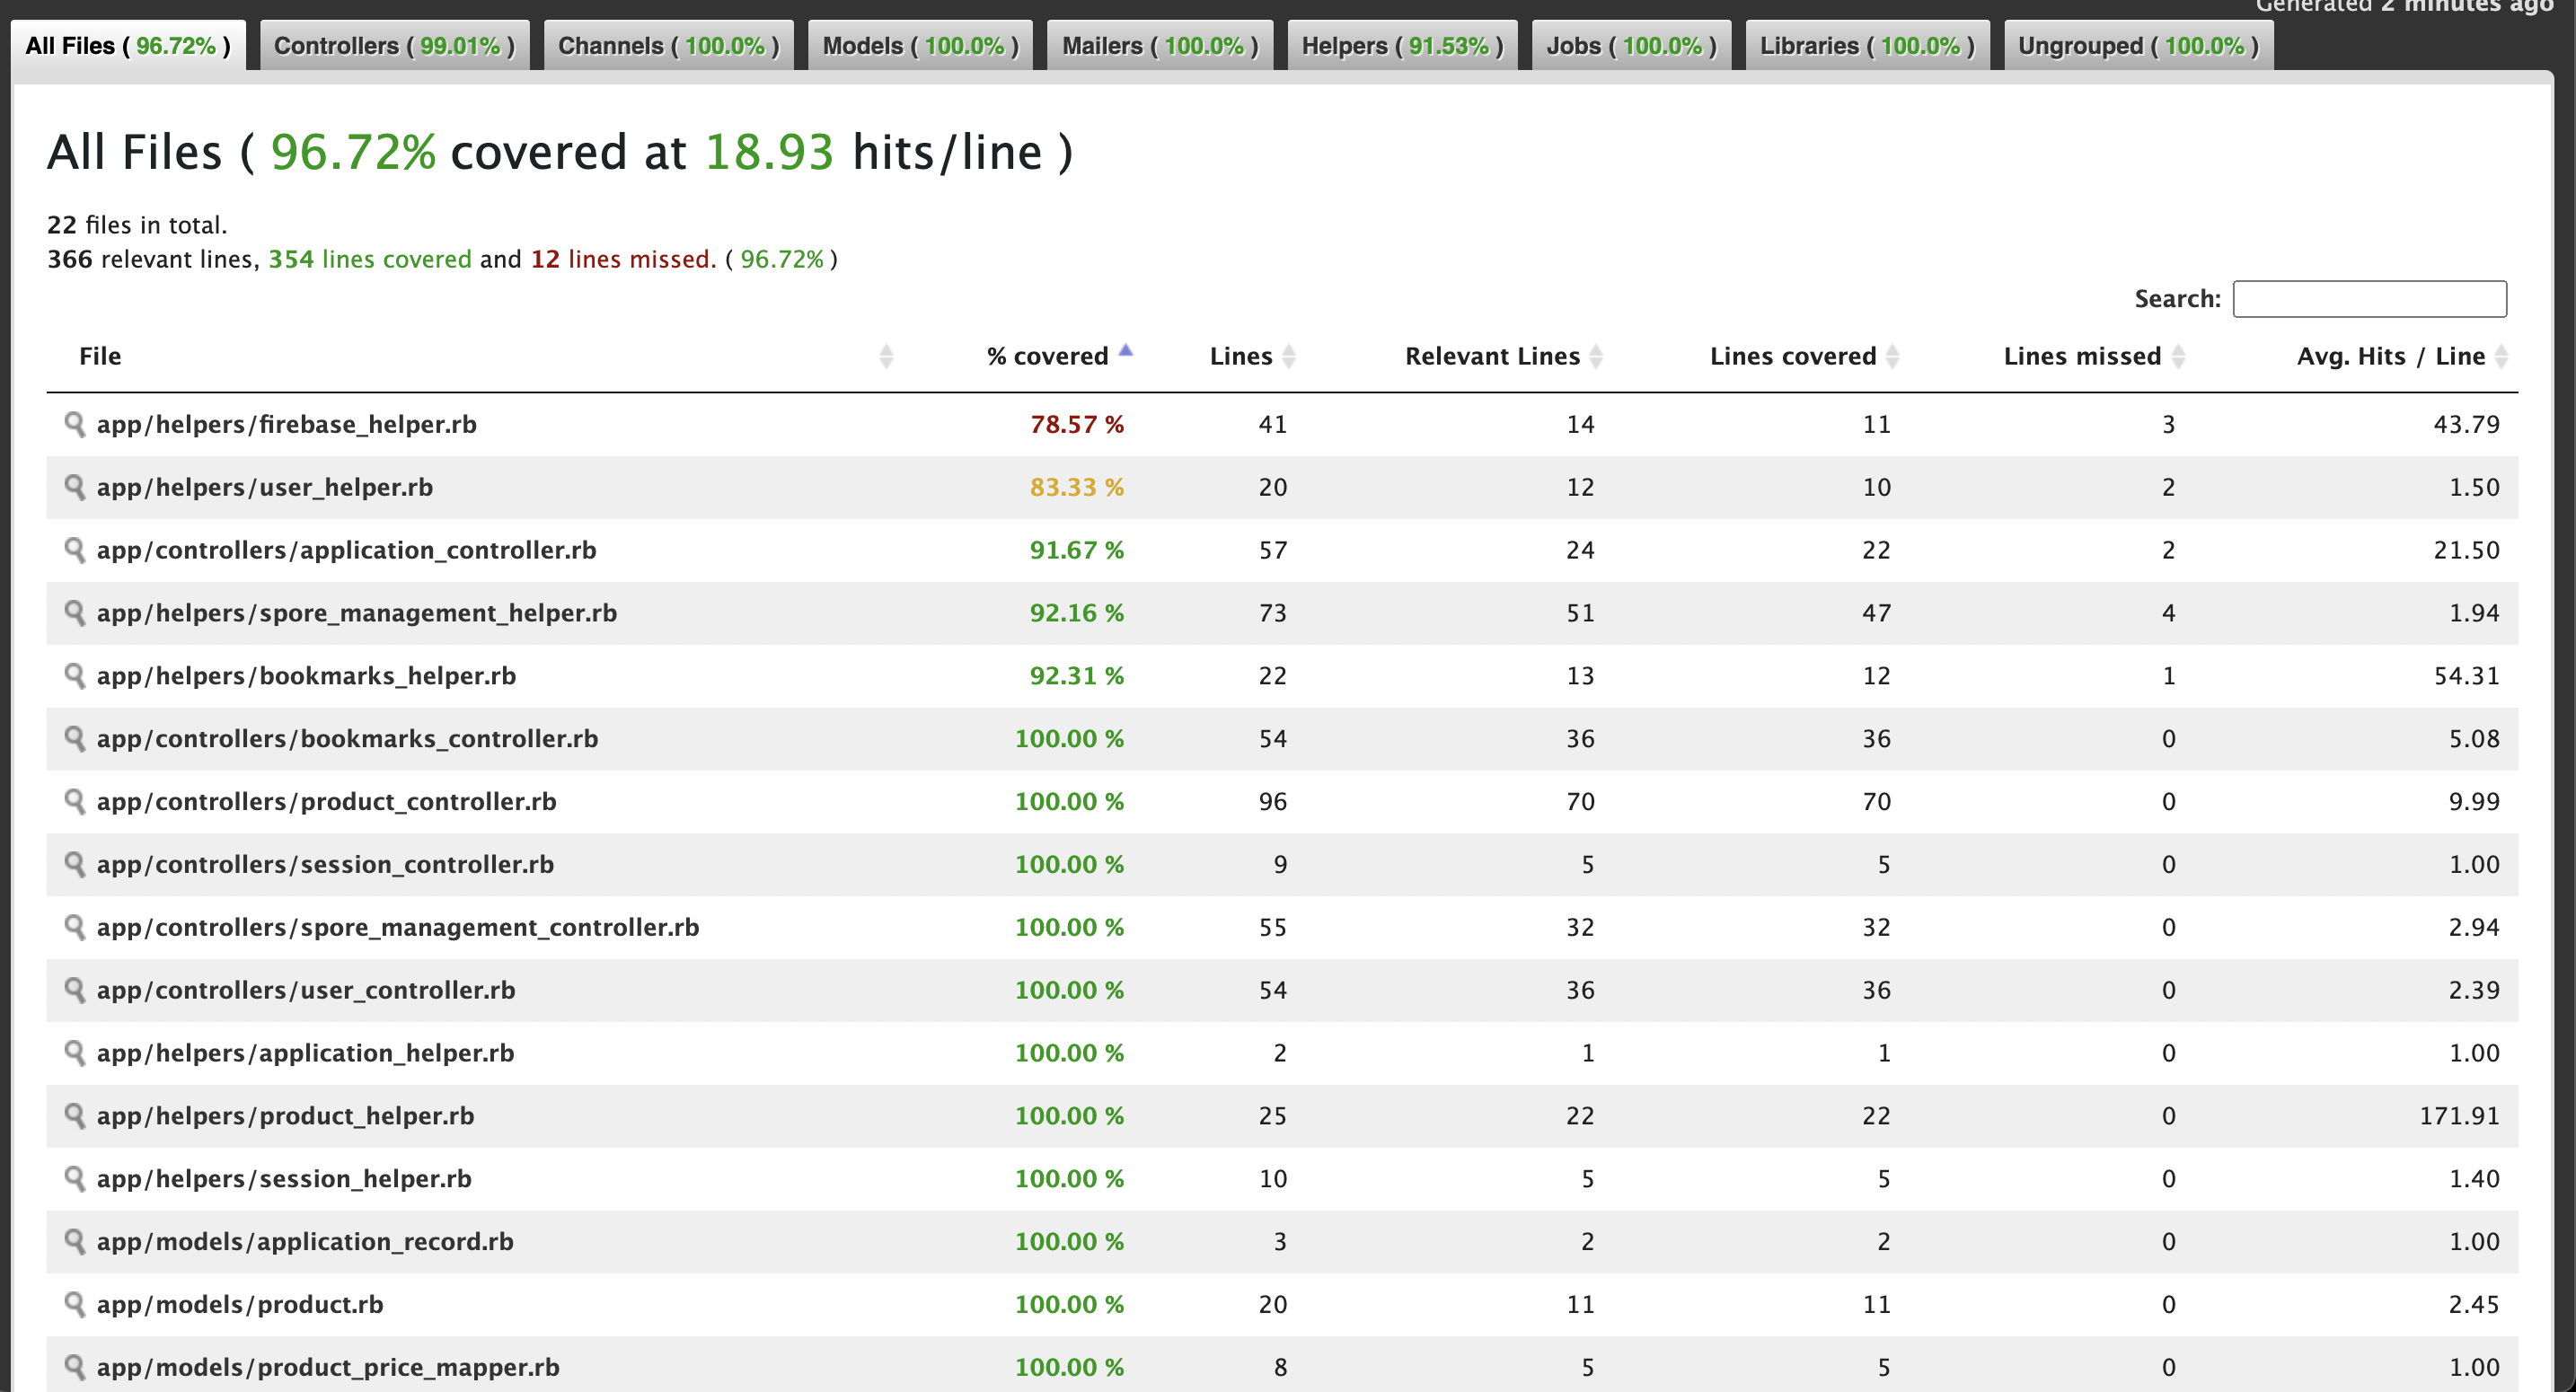 Generated 2 minutes ago
All Files ( 96.72% ) Controllers ( 99.01% ) Channels ( 100.0% ) Models ( 100.0% ) Mailers ( 100.0% ) Helpers ( 91.53% ) Jobs ( 100.0% ) Libraries ( 100.0% ) Ungrouped ( 100.0% )
All Files ( 96.72% covered at 18.93 hits/line )
22 files in total.
366 relevant lines, 354 lines covered and 12 lines missed. ( 96.72% )
Search:
File % covered Lines Relevant Lines Lines covered Lines missed Avg. Hits / Line
app/helpers/firebase_helper.rb 78.57 % 41 14 11 3 43.79
app/helpers/user_helper.rb 83.33 % 20 12 10 2 1.50
app/controllers/application_controller.rb 91.67 % 57 24 22 2 21.50
app/helpers/spore_management_helper.rb 92.16 % 73 51 47 4 1.94
app/helpers/bookmarks_helper.rb 92.31 % 22 13 12 1 54.31
app/controllers/bookmarks_controller.rb 100.00 % 54 36 36 0 5.08
app/controllers/product_controller.rb 100.00 % 96 70 70 0 9.99
app/controllers/session_controller.rb 100.00 % 9 5 5 0 1.00
app/controllers/spore_management_controller.rb 100.00 % 55 32 32 0 2.94
app/controllers/user_controller.rb 100.00 % 54 36 36 0 2.39
app/helpers/application_helper.rb 100.00 % 2 1 1 0 1.00
app/helpers/product_helper.rb 100.00 % 25 22 22 0 171.91
app/helpers/session_helper.rb 100.00 % 10 5 5 0 1.40
app/models/application_record.rb 100.00 % 3 2 2 0 1.00
app/models/product.rb 100.00 % 20 11 11 0 2.45
app/models/product_price_mapper.rb 100.00 % 8 5 5 0 1.00